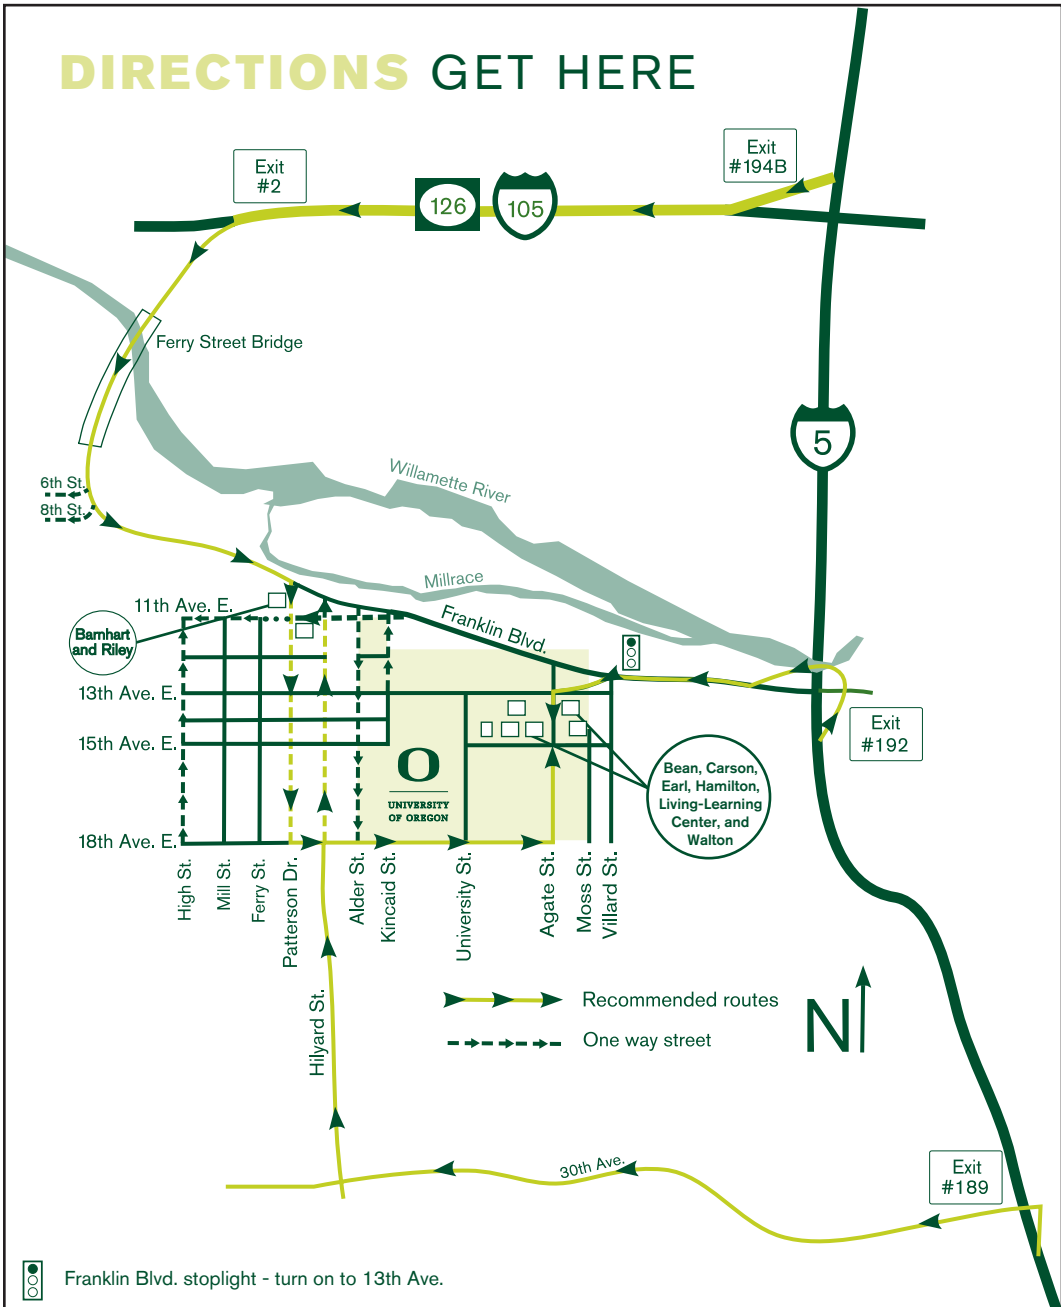 DIRECTIONS GET HERE
Exit
#194B
Exit
#2
126
105
Ferry Street Bridge
5
Willamette River
6th St.
8th St.
Millrace
11th Ave. E.
Franklin Blvd.
Barnhart
and Riley
13th Ave. E.
Exit
#192
15th Ave. E.
O
UNIVERSITY
OF OREGON
Bean, Carson,
Earl, Hamilton,
Living-Learning
Center, and
Walton
18th Ave. E.
High St.
Mill St.
Ferry St.
Patterson Dr.
Alder St.
Kincaid St.
University St.
Agate St.
Moss St.
Villard St.
Hilyard St.
Recommended routes
One way street
N
30th Ave.
Exit
#189
Franklin Blvd. stoplight - turn on to 13th Ave.